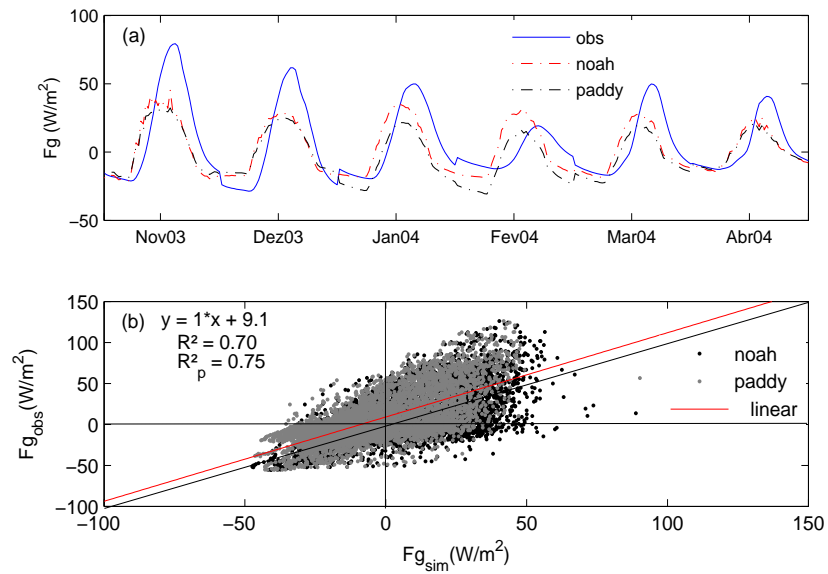 (a)
obs
noah
paddy
Fg (W/m²)
100
50
0
−50
Nov03 Dez03 Jan04 Fev04 Mar04 Abr04
(b)
y = 1*x + 9.1
R² = 0.70
R²p = 0.75
noah
paddy
linear
Fgobs(W/m²)
150
100
50
0
−50
−100
−100 −50 0 50 100 150
Fgsim(W/m²)